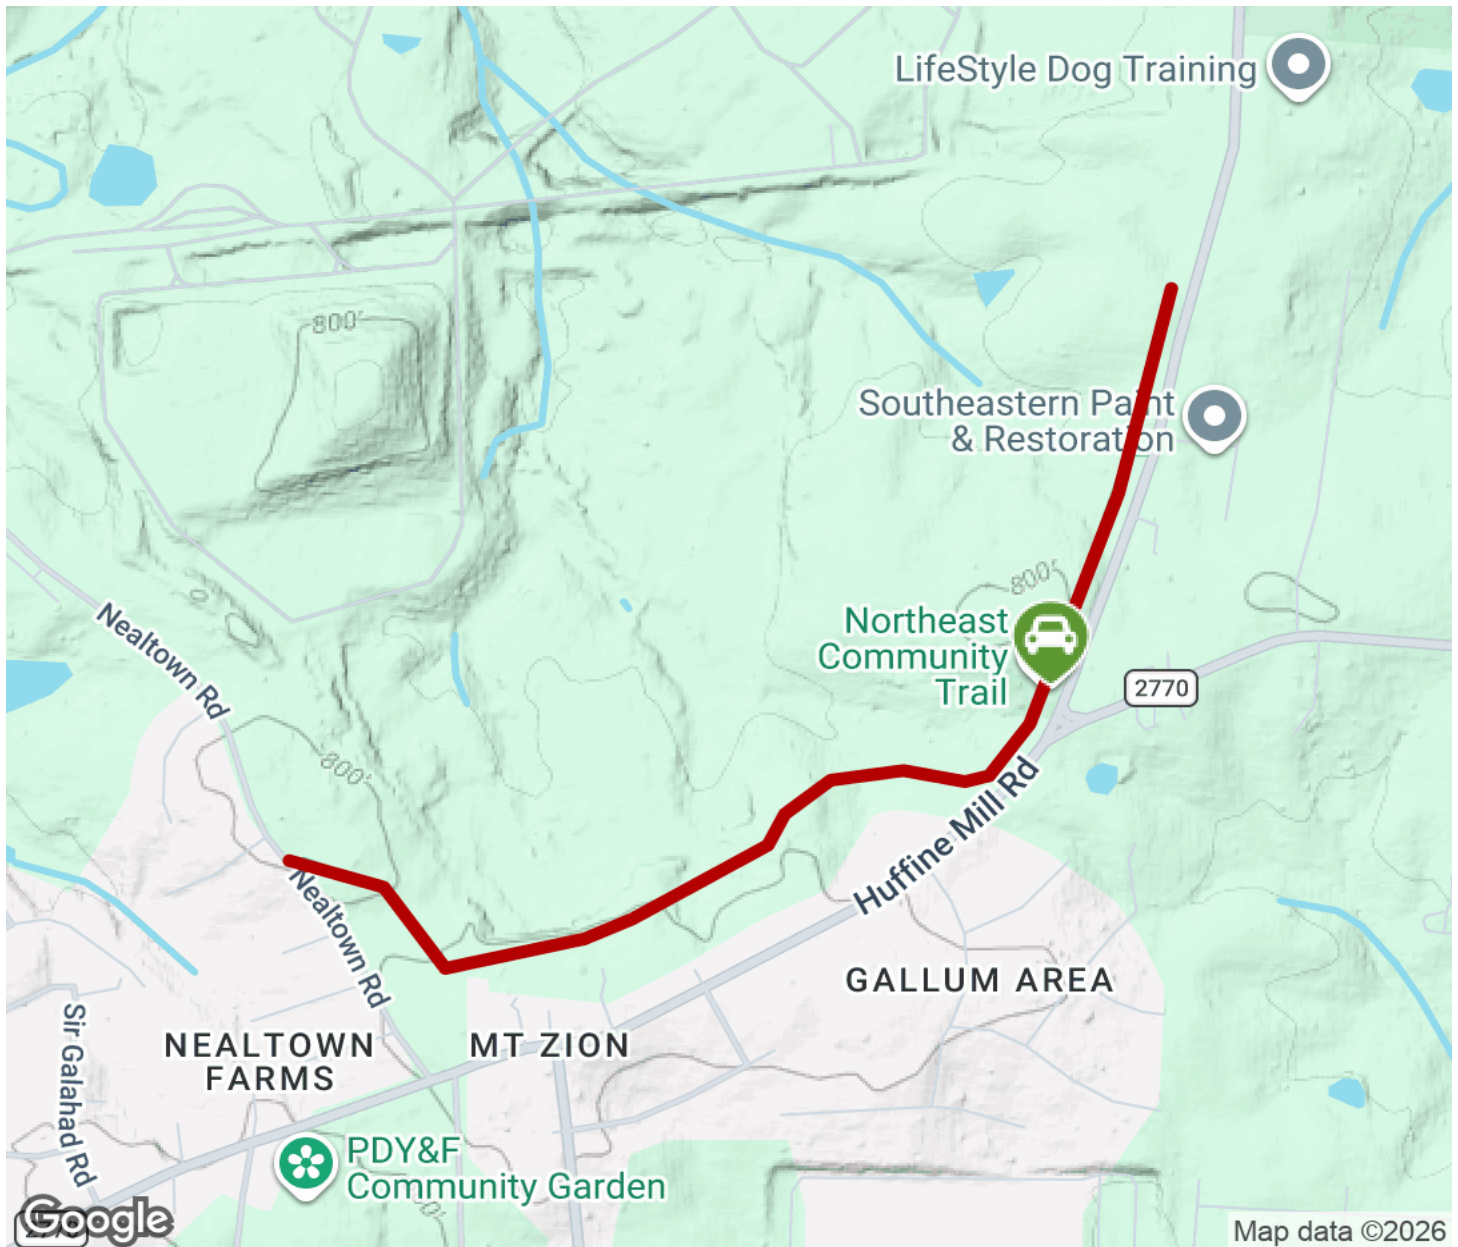 LifeStyle Dog Training
800'
Southeastern Paint
& Restoration
800'
Northeast
Community
Trail
2770
Nealtown Rd
800'
Huffine Mill Rd
Nealtown Rd
GALLUM AREA
Sir Galahad Rd
NEALTOWN
FARMS
MT ZION
PDY&F
Community Garden
Google
Map data ©2026